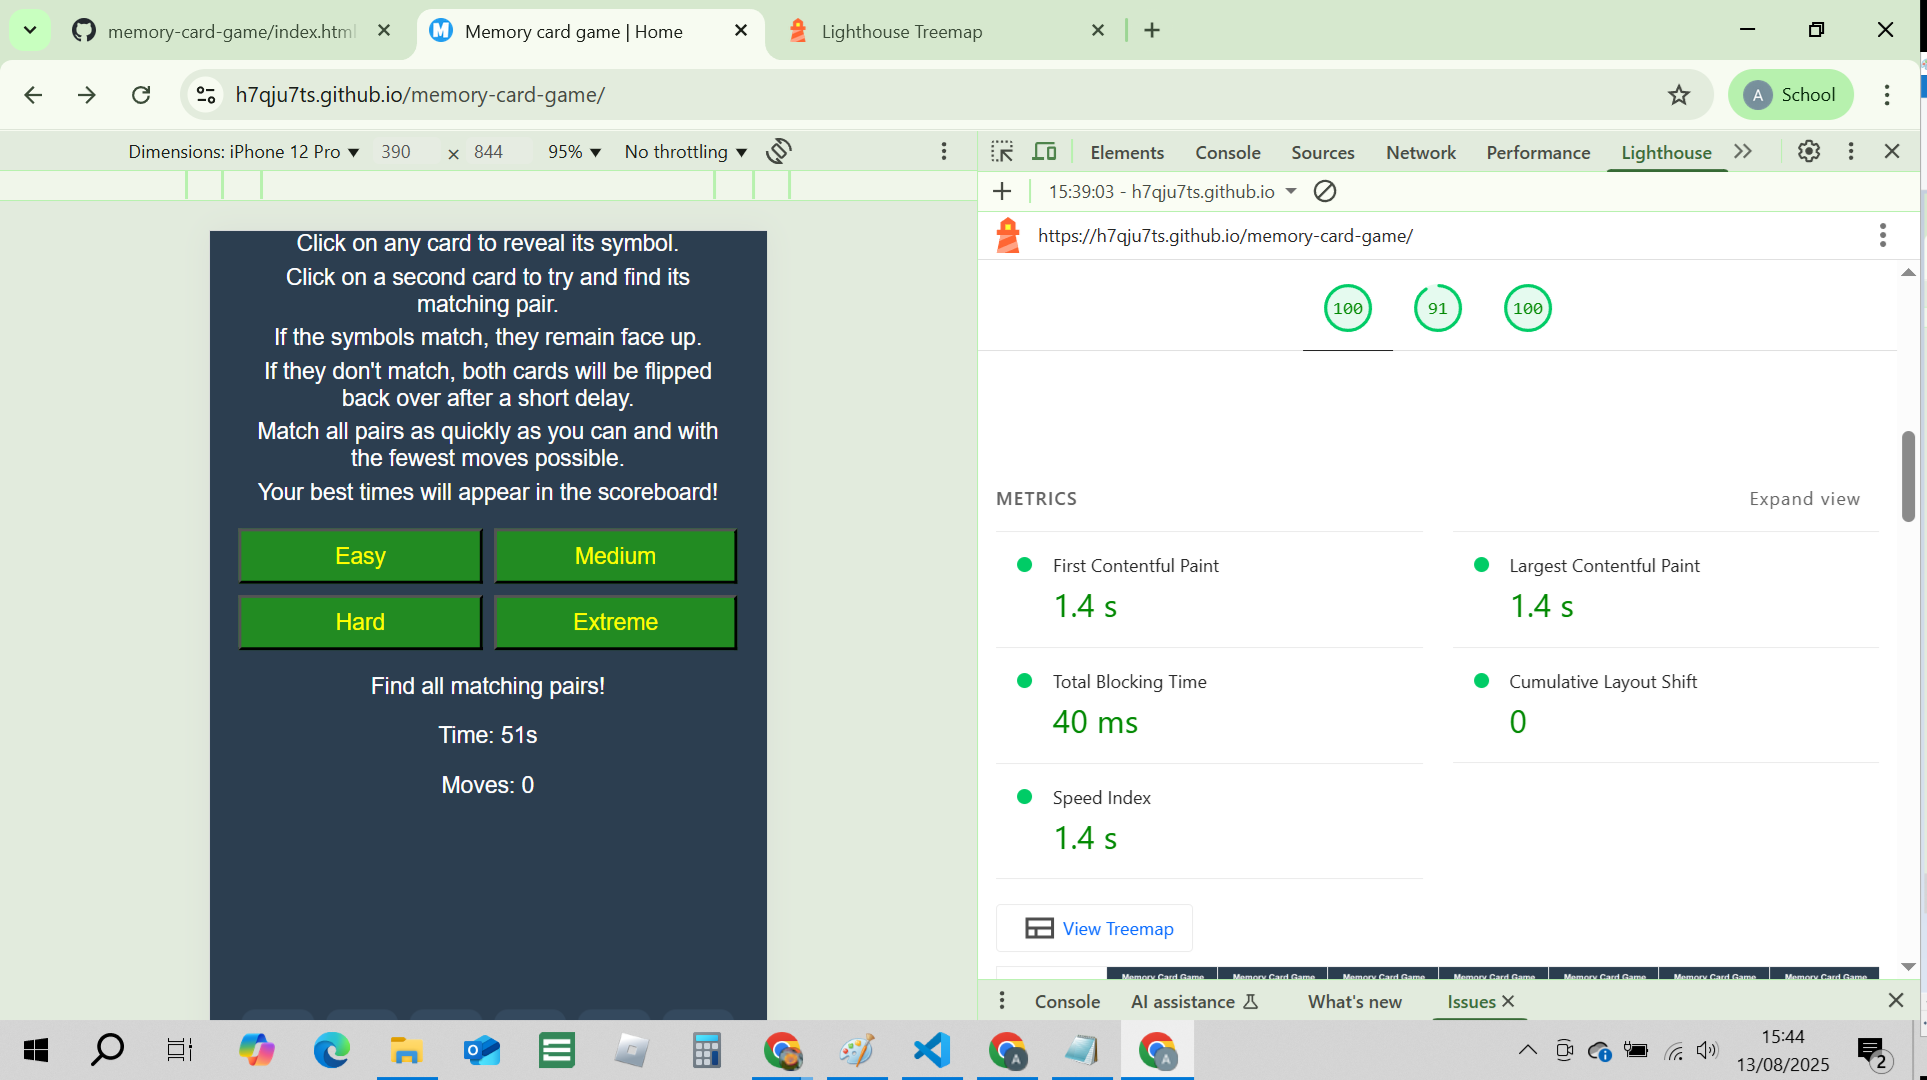 memory-card-game/index.html
Memory card game | Home
Lighthouse Treemap
h7qju7ts.github.io/memory-card-game/
A School
Dimensions: iPhone 12 Pro 390 × 844 95% No throttling
Elements Console Sources Network Performance Lighthouse
15:39:03 - h7qju7ts.github.io
https://h7qju7ts.github.io/memory-card-game/
Click on any card to reveal its symbol.
Click on a second card to try and find its
matching pair.
If the symbols match, they remain face up.
If they don't match, both cards will be flipped
back over after a short delay.
Match all pairs as quickly as you can and with
the fewest moves possible.
Your best times will appear in the scoreboard!
Easy
Medium
Hard
Extreme
Find all matching pairs!
Time: 51s
Moves: 0
100 91 100
METRICS
Expand view
First Contentful Paint
1.4 s
Largest Contentful Paint
1.4 s
Total Blocking Time
40 ms
Cumulative Layout Shift
0
Speed Index
1.4 s
View Treemap
Memory Card Game Memory Card Game Memory Card Game Memory Card Game Memory Card Game Memory Card Game Memory Card Game
Console AI assistance What's new Issues
15:44
13/08/2025
2